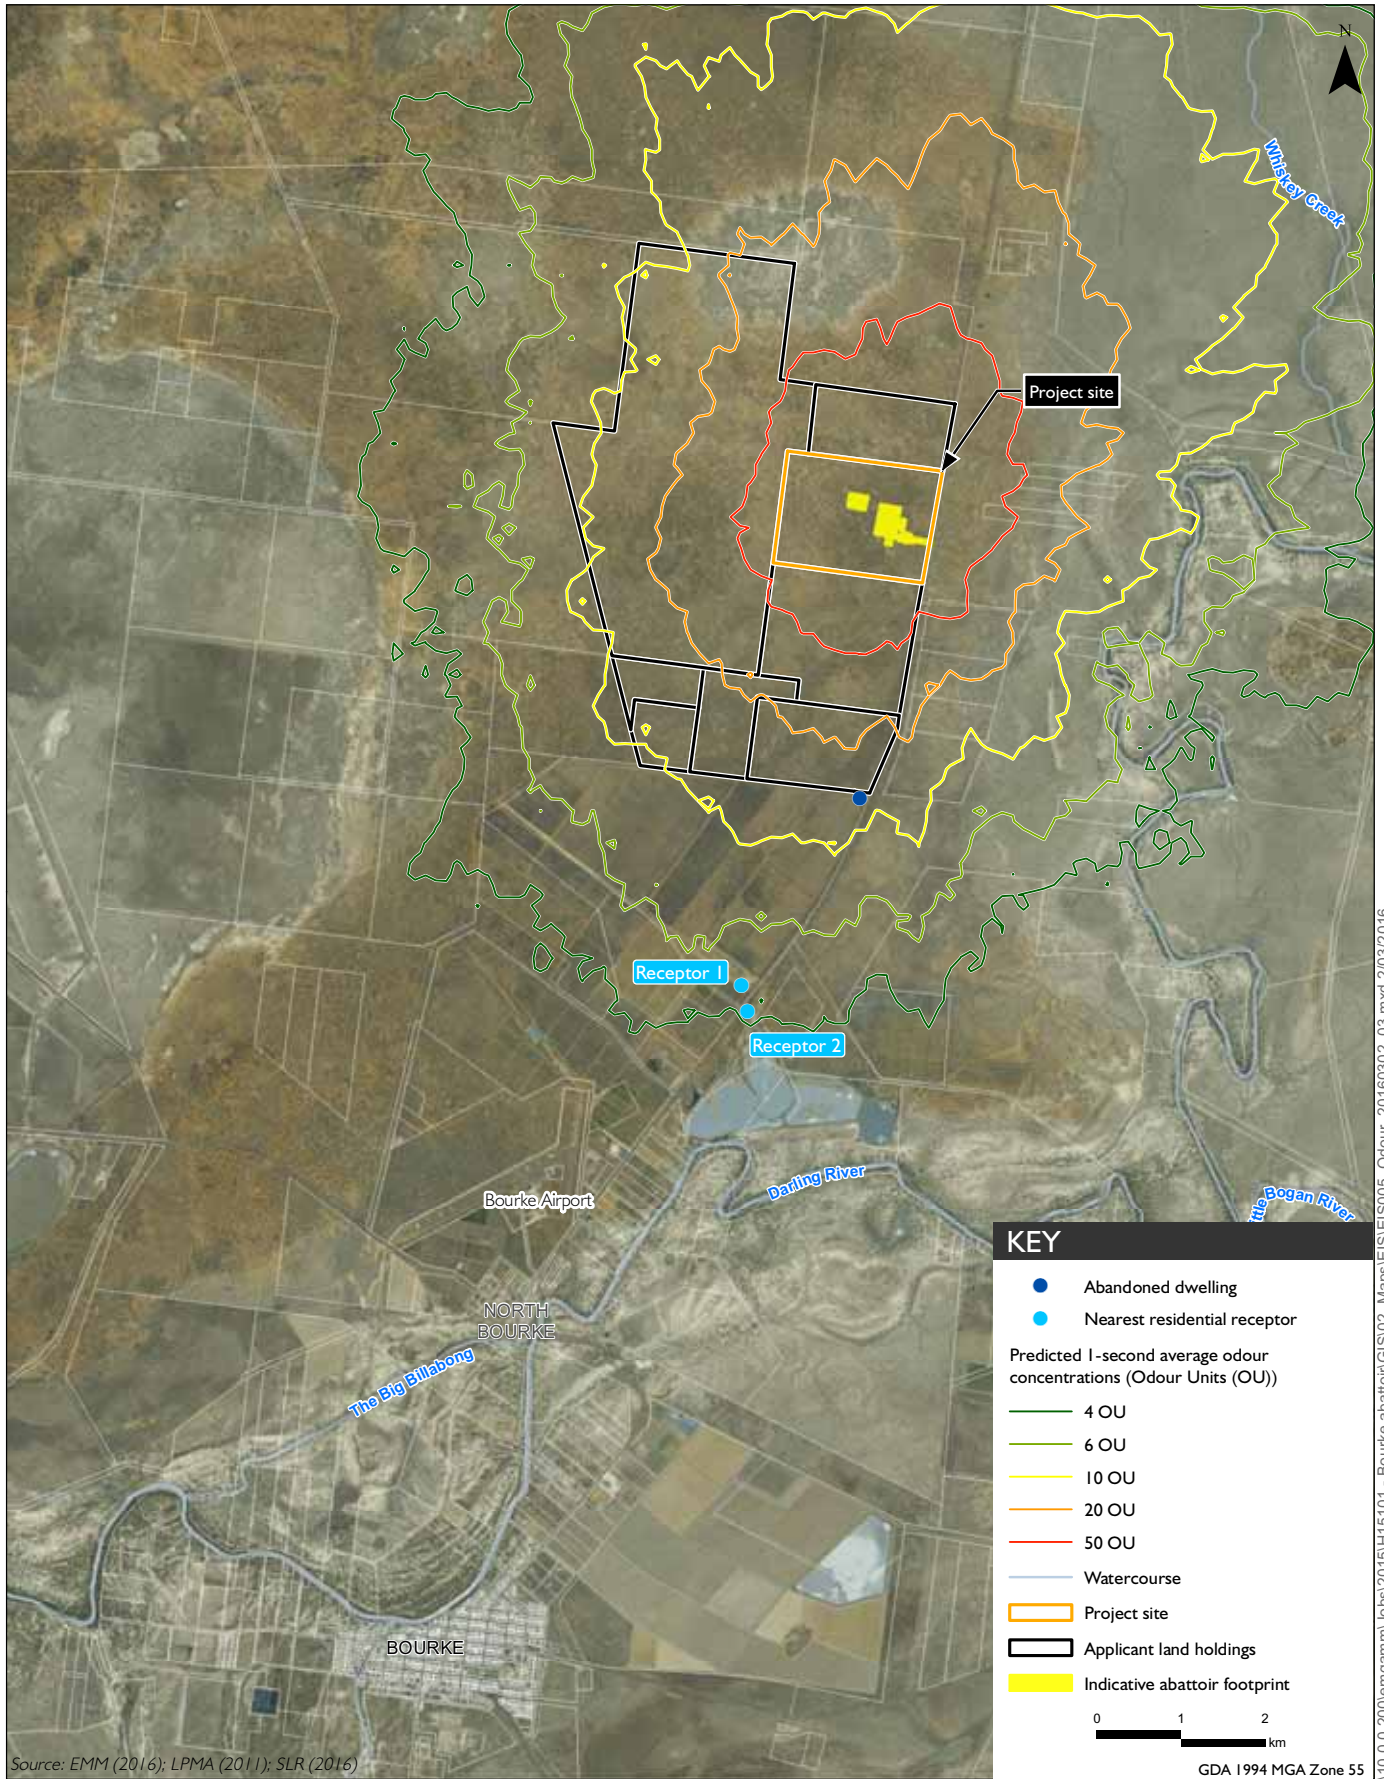 N
Whiskey Creek
Project site
Receptor 1
Receptor 2
Darling River
Bourke Airport
Bogan River
NORTH
BOURKE
The Big Billabong
BOURKE
KEY
Abandoned dwelling
Nearest residential receptor
Predicted 1-second average odour
concentrations (Odour Units (OU))
4 OU
6 OU
10 OU
20 OU
50 OU
Watercourse
Project site
Applicant land holdings
Indicative abattoir footprint
0 1 2
km
GDA 1994 MGA Zone 55
Source: EMM (2016); LPMA (2011); SLR (2016)